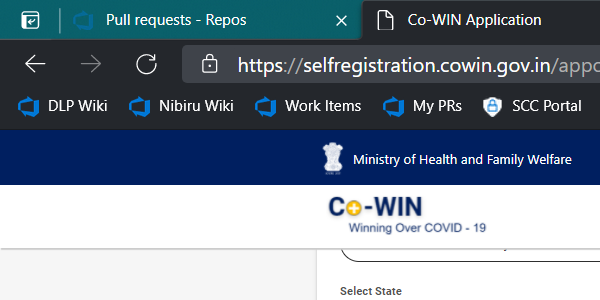 Pull requests - Repos
Co-WIN Application
https://selfregistration.cowin.gov.in/appo
DLP Wiki
Nibiru Wiki
Work Items
My PRs
SCC Portal
Ministry of Health and Family Welfare
Co-WIN
Winning Over COVID - 19
Select State